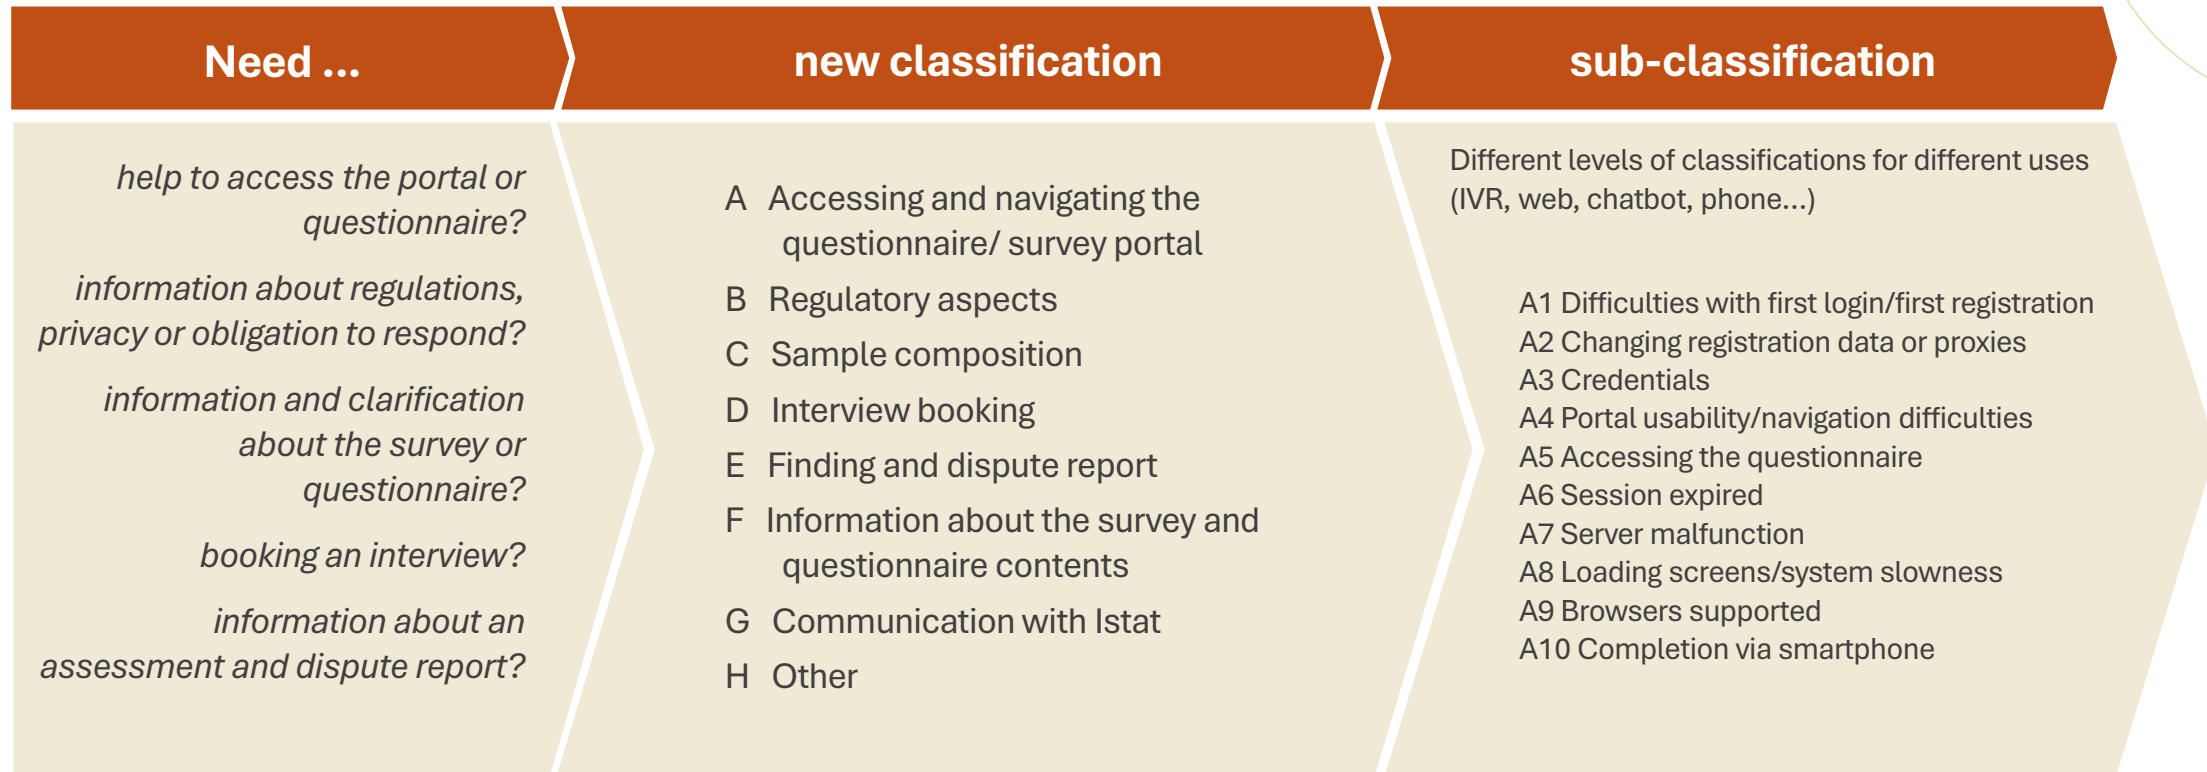 Need ...
new classification
sub-classification
help to access the portal or
questionnaire?
information about regulations,
privacy or obligation to respond?
information and clarification
about the survey or
questionnaire?
booking an interview?
information about an
assessment and dispute report?
A Accessing and navigating the
questionnaire/ survey portal
B Regulatory aspects
C Sample composition
D Interview booking
E Finding and dispute report
F Information about the survey and
questionnaire contents
G Communication with Istat
H Other
Different levels of classifications for different uses
(IVR, web, chatbot, phone...)
A1 Difficulties with first login/first registration
A2 Changing registration data or proxies
A3 Credentials
A4 Portal usability/navigation difficulties
A5 Accessing the questionnaire
A6 Session expired
A7 Server malfunction
A8 Loading screens/system slowness
A9 Browsers supported
A10 Completion via smartphone